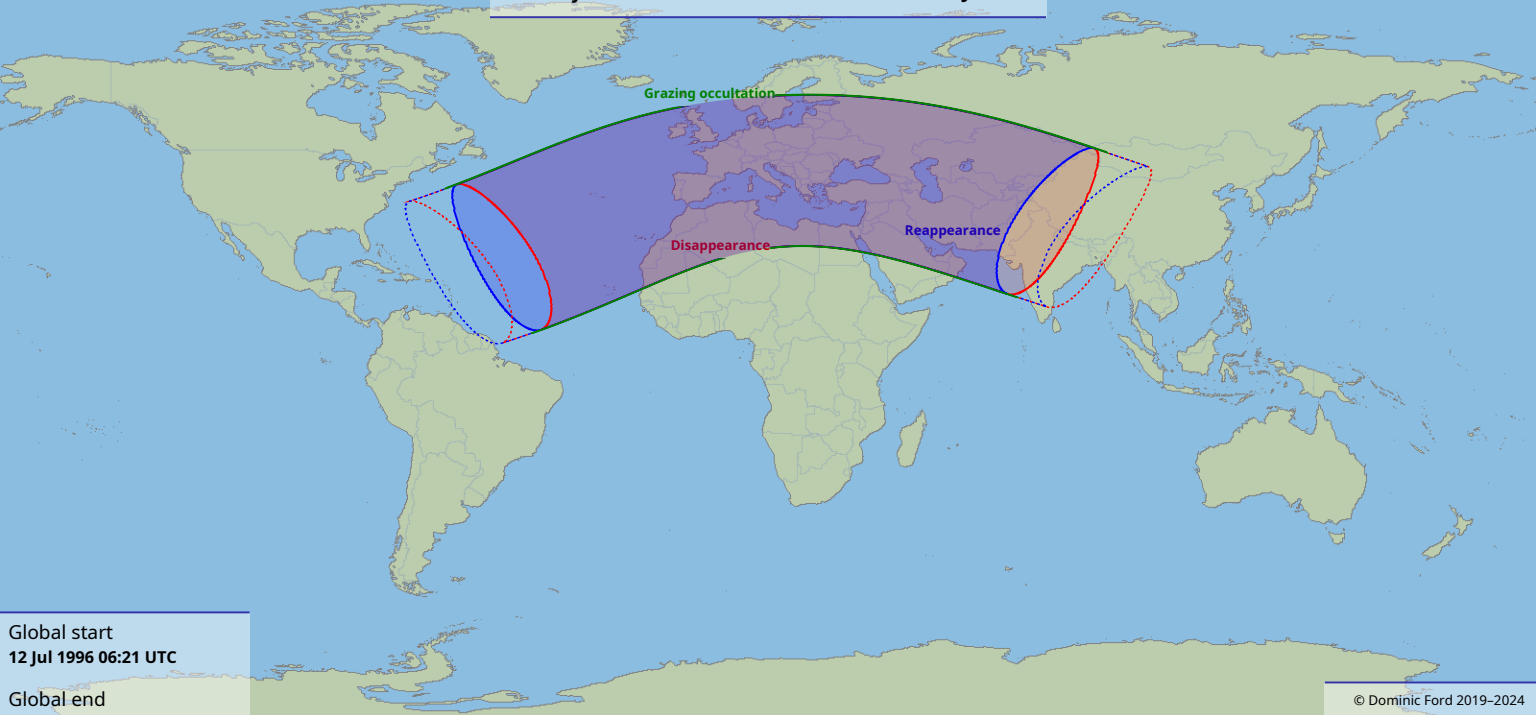 Grazing occultation
Reappearance
Disappearance
Global start
12 Jul 1996 06:21 UTC
Global end
© Dominic Ford 2019–2024